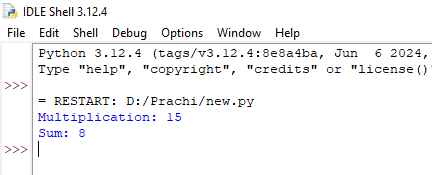 IDLE Shell 3.12.4
File Edit Shell Debug Options Window Help
Python 3.12.4 (tags/v3.12.4:8e8a4ba, Jun 6 2024,
Type "help", "copyright", "credits" or "license()"
>>>
= RESTART: D:/Prachi/new.py
Multiplication: 15
Sum: 8
>>>